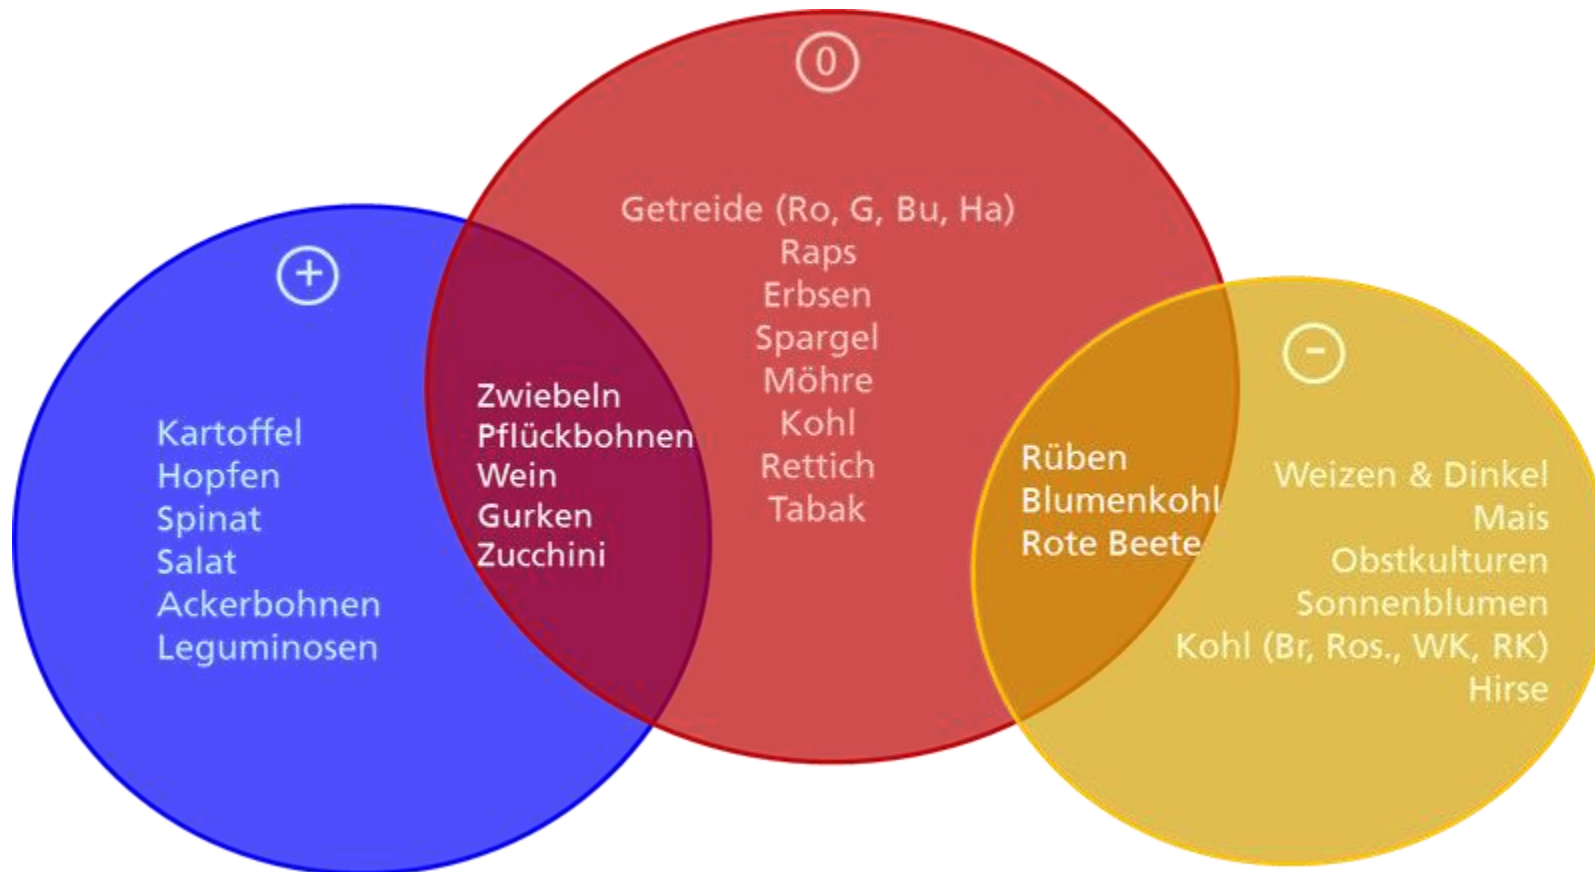 0
Getreide (Ro, G, Bu, Ha)
Raps
Erbsen
Spargel
Möhre
Kohl
Rettich
Tabak
+
Kartoffel
Hopfen
Spinat
Salat
Ackerbohnen
Leguminosen
Zwiebeln
Pflückbohnen
Wein
Gurken
Zucchini
Rüben
Blumenkohl
Rote Beete
-
Weizen & Dinkel
Mais
Obstkulturen
Sonnenblumen
Kohl (Br, Ros., WK, RK)
Hirse